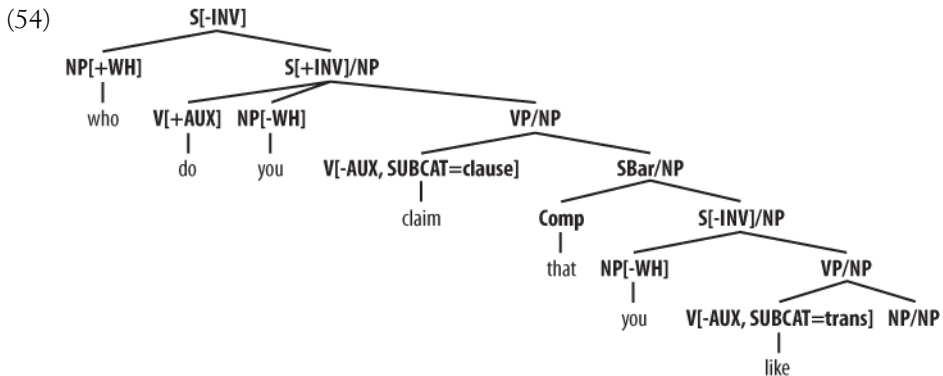 (54)
S[-INV]
NP[+WH] S[+INV]/NP
who V[+AUX] NP[-WH] VP/NP
do you V[-AUX, SUBCAT=clause] SBar/NP
claim Comp S[-INV]/NP
that NP[-WH] VP/NP
you V[-AUX, SUBCAT=trans] NP/NP
like